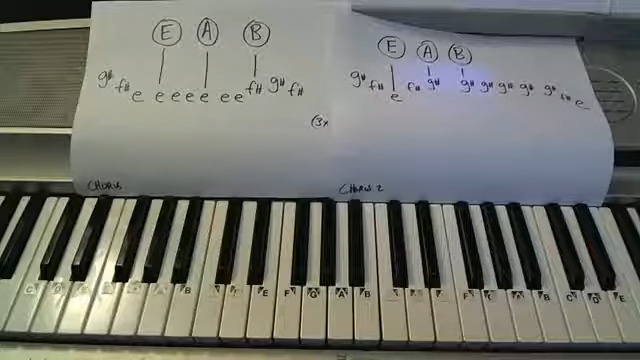 E A B
g# f# e e e e e e e f# g# f#
(3x
CHORUS
E A B
g# f# e f# g# g# g# g# g# g# f# e
CHORUS 2
B E F G A B F E A B C D E